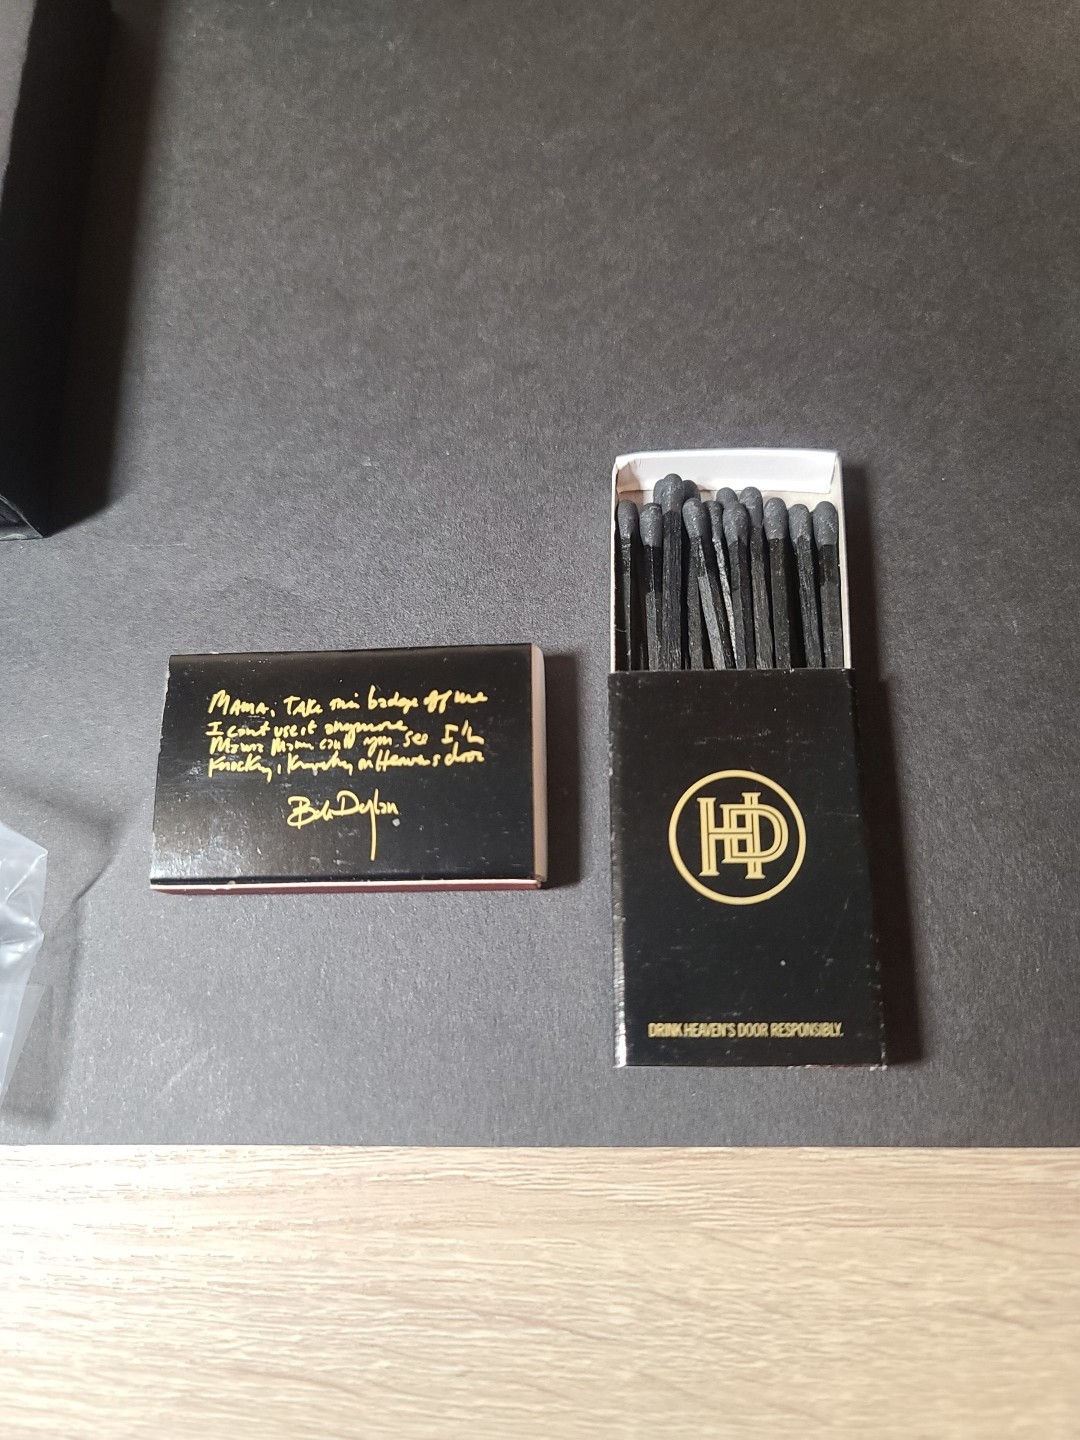 MAMA, TAKE this badge off me
I can't use it anymore
Mama Mama can't you see I'm
Knocking, Knocking on Heaven's door
Bob Dylan
HD
DRINK HEAVEN'S DOOR RESPONSIBLY.